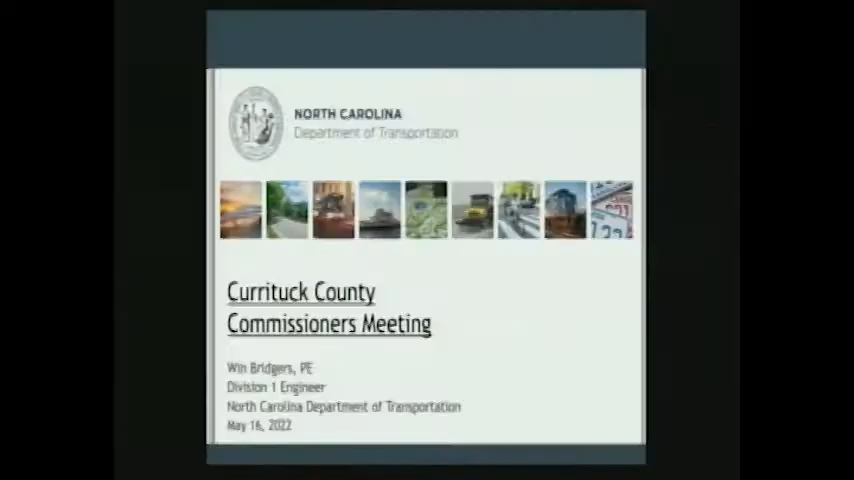 NORTH CAROLINA
Department of Transportation
Currituck County
Commissioners Meeting
Win Bridgers, PE
Division 1 Engineer
North Carolina Department of Transportation
May 16, 2022